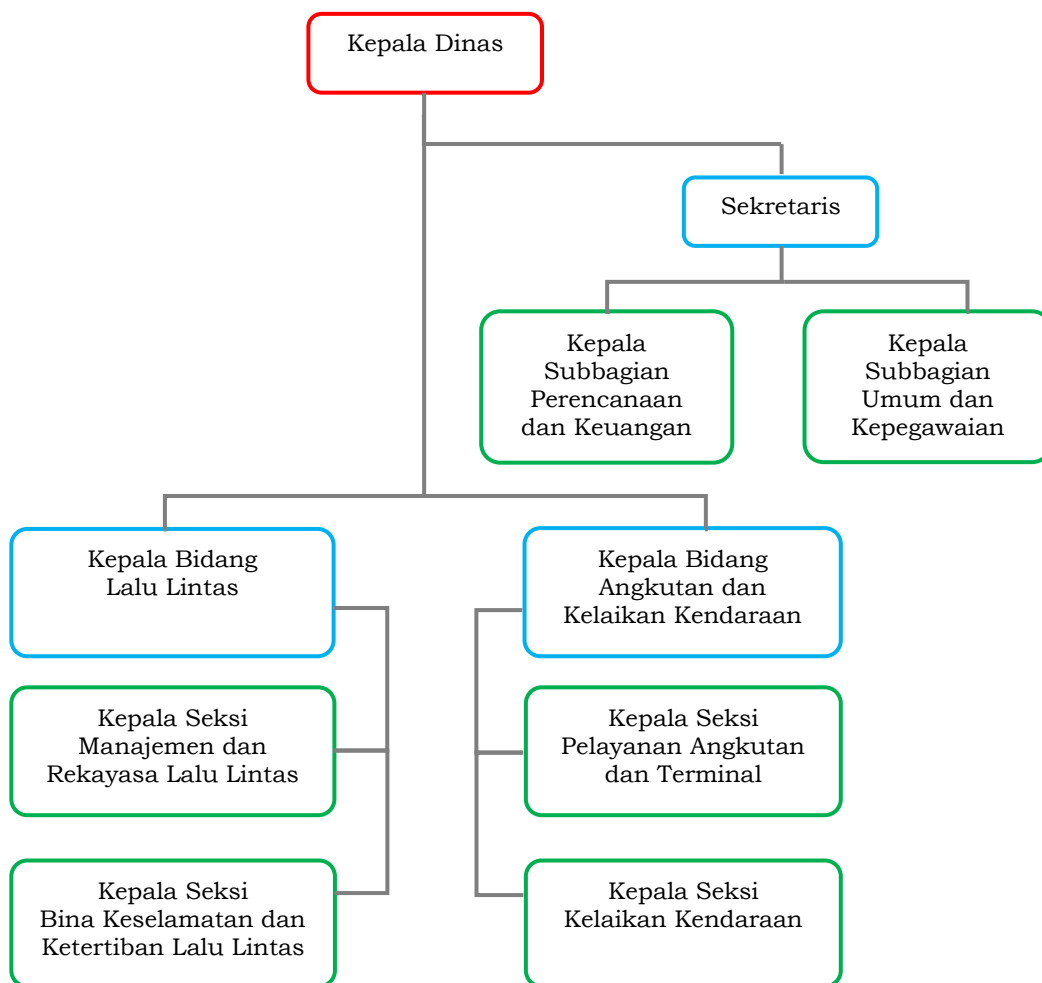 Kepala Dinas
Sekretaris
Kepala
Subbagian
Perencanaan
dan Keuangan
Kepala
Subbagian
Umum dan
Kepegawaian
Kepala Bidang
Lalu Lintas
Kepala Bidang
Angkutan dan
Kelaikan Kendaraan
Kepala Seksi
Manajemen dan
Rekayasa Lalu Lintas
Kepala Seksi
Pelayanan Angkutan
dan Terminal
Kepala Seksi
Bina Keselamatan dan
Ketertiban Lalu Lintas
Kepala Seksi
Kelaikan Kendaraan